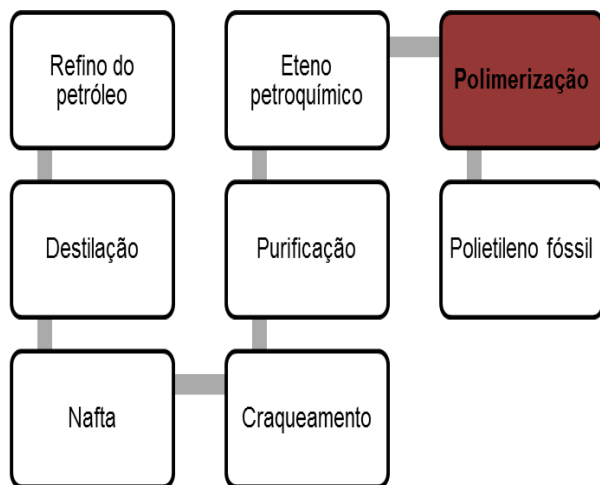 Refino do
petróleo
Destilação
Nafta
Craqueamento
Purificação
Eteno
petroquímico
Polimerização
Polietileno fóssil